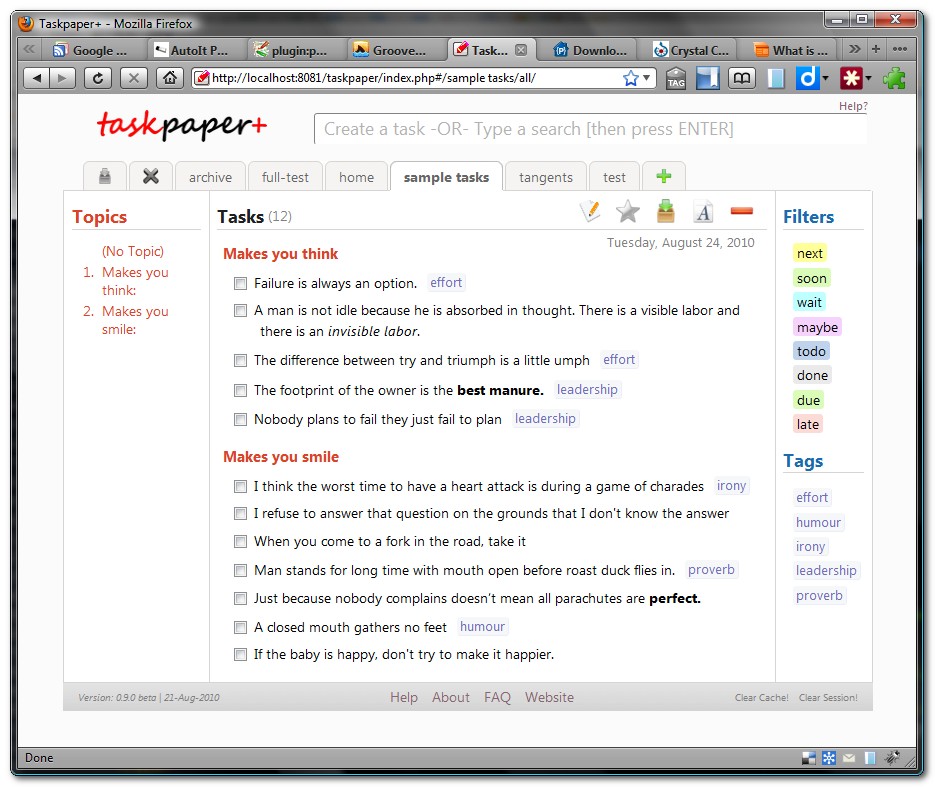 Taskpaper+ - Mozilla Firefox
Google ...
AutoIt P...
plugin:p...
Groove...
Task...
Downlo...
Crystal C...
What is ...
http://localhost:8081/taskpaper/index.php#/sample tasks/all/
TAG
Help?
taskpaper+
Create a task -OR- Type a search [then press ENTER]
archive
full-test
home
sample tasks
tangents
test
Topics
(No Topic)
1. Makes you
think:
2. Makes you
smile:
Tasks (12)
Tuesday, August 24, 2010
Makes you think
Failure is always an option. effort
A man is not idle because he is absorbed in thought. There is a visible labor and
there is an invisible labor.
The difference between try and triumph is a little umph effort
The footprint of the owner is the best manure. leadership
Nobody plans to fail they just fail to plan leadership
Makes you smile
I think the worst time to have a heart attack is during a game of charades irony
I refuse to answer that question on the grounds that I don't know the answer
When you come to a fork in the road, take it
Man stands for long time with mouth open before roast duck flies in. proverb
Just because nobody complains doesn't mean all parachutes are perfect.
A closed mouth gathers no feet humour
If the baby is happy, don't try to make it happier.
Filters
next
soon
wait
maybe
todo
done
due
late
Tags
effort
humour
irony
leadership
proverb
Version: 0.9.0 beta | 21-Aug-2010
Help About FAQ Website
Clear Cache! Clear Session!
Done